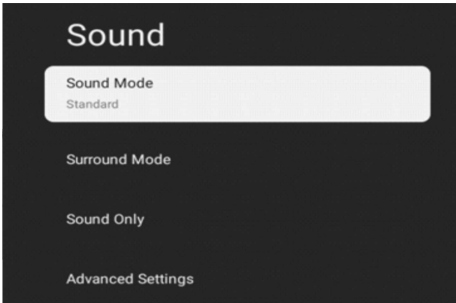 Sound
Sound Mode
Standard
Surround Mode
Sound Only
Advanced Settings